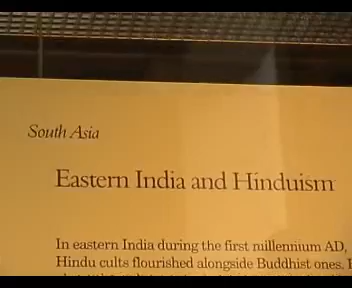 South Asia
Eastern India and Hinduism
In eastern India during the first millennium AD,
Hindu cults flourished alongside Buddhist ones.